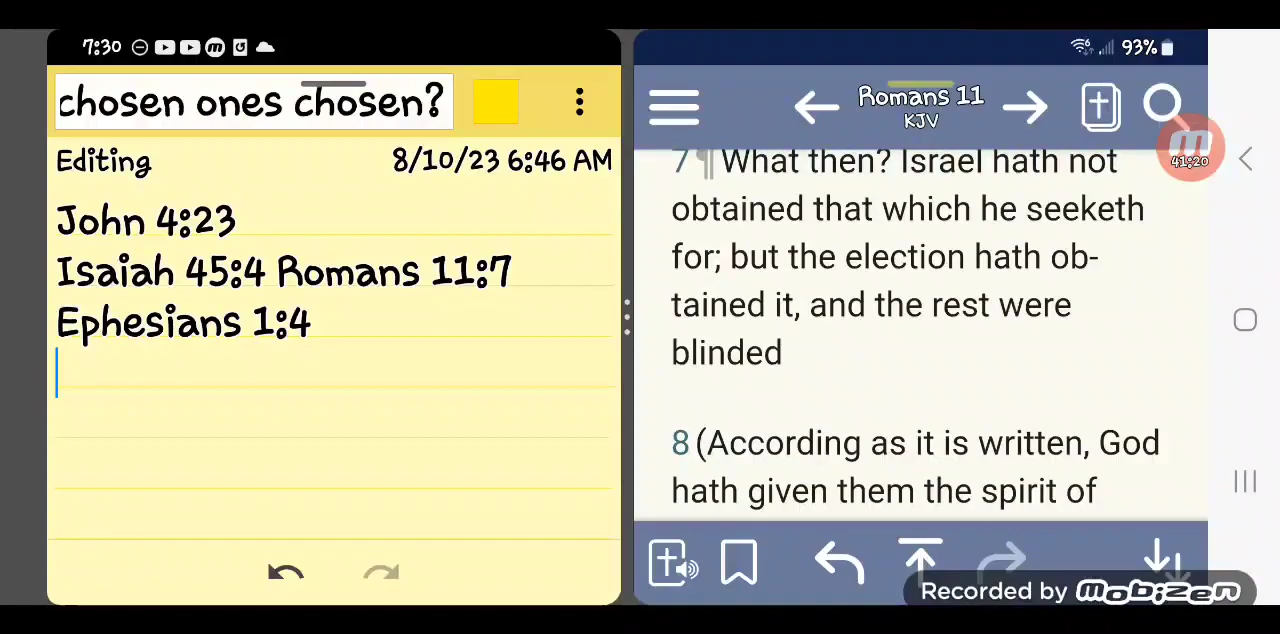 7:30
93%
chosen ones chosen?
Editing 8/10/23 6:46 AM
John 4:23
Isaiah 45:4 Romans 11:7
Ephesians 1:4
Romans 11
KJV
41:20
7 ¶ What then? Israel hath not
obtained that which he seeketh
for; but the election hath ob-
tained it, and the rest were
blinded
8 (According as it is written, God
hath given them the spirit of
Recorded by mobizen